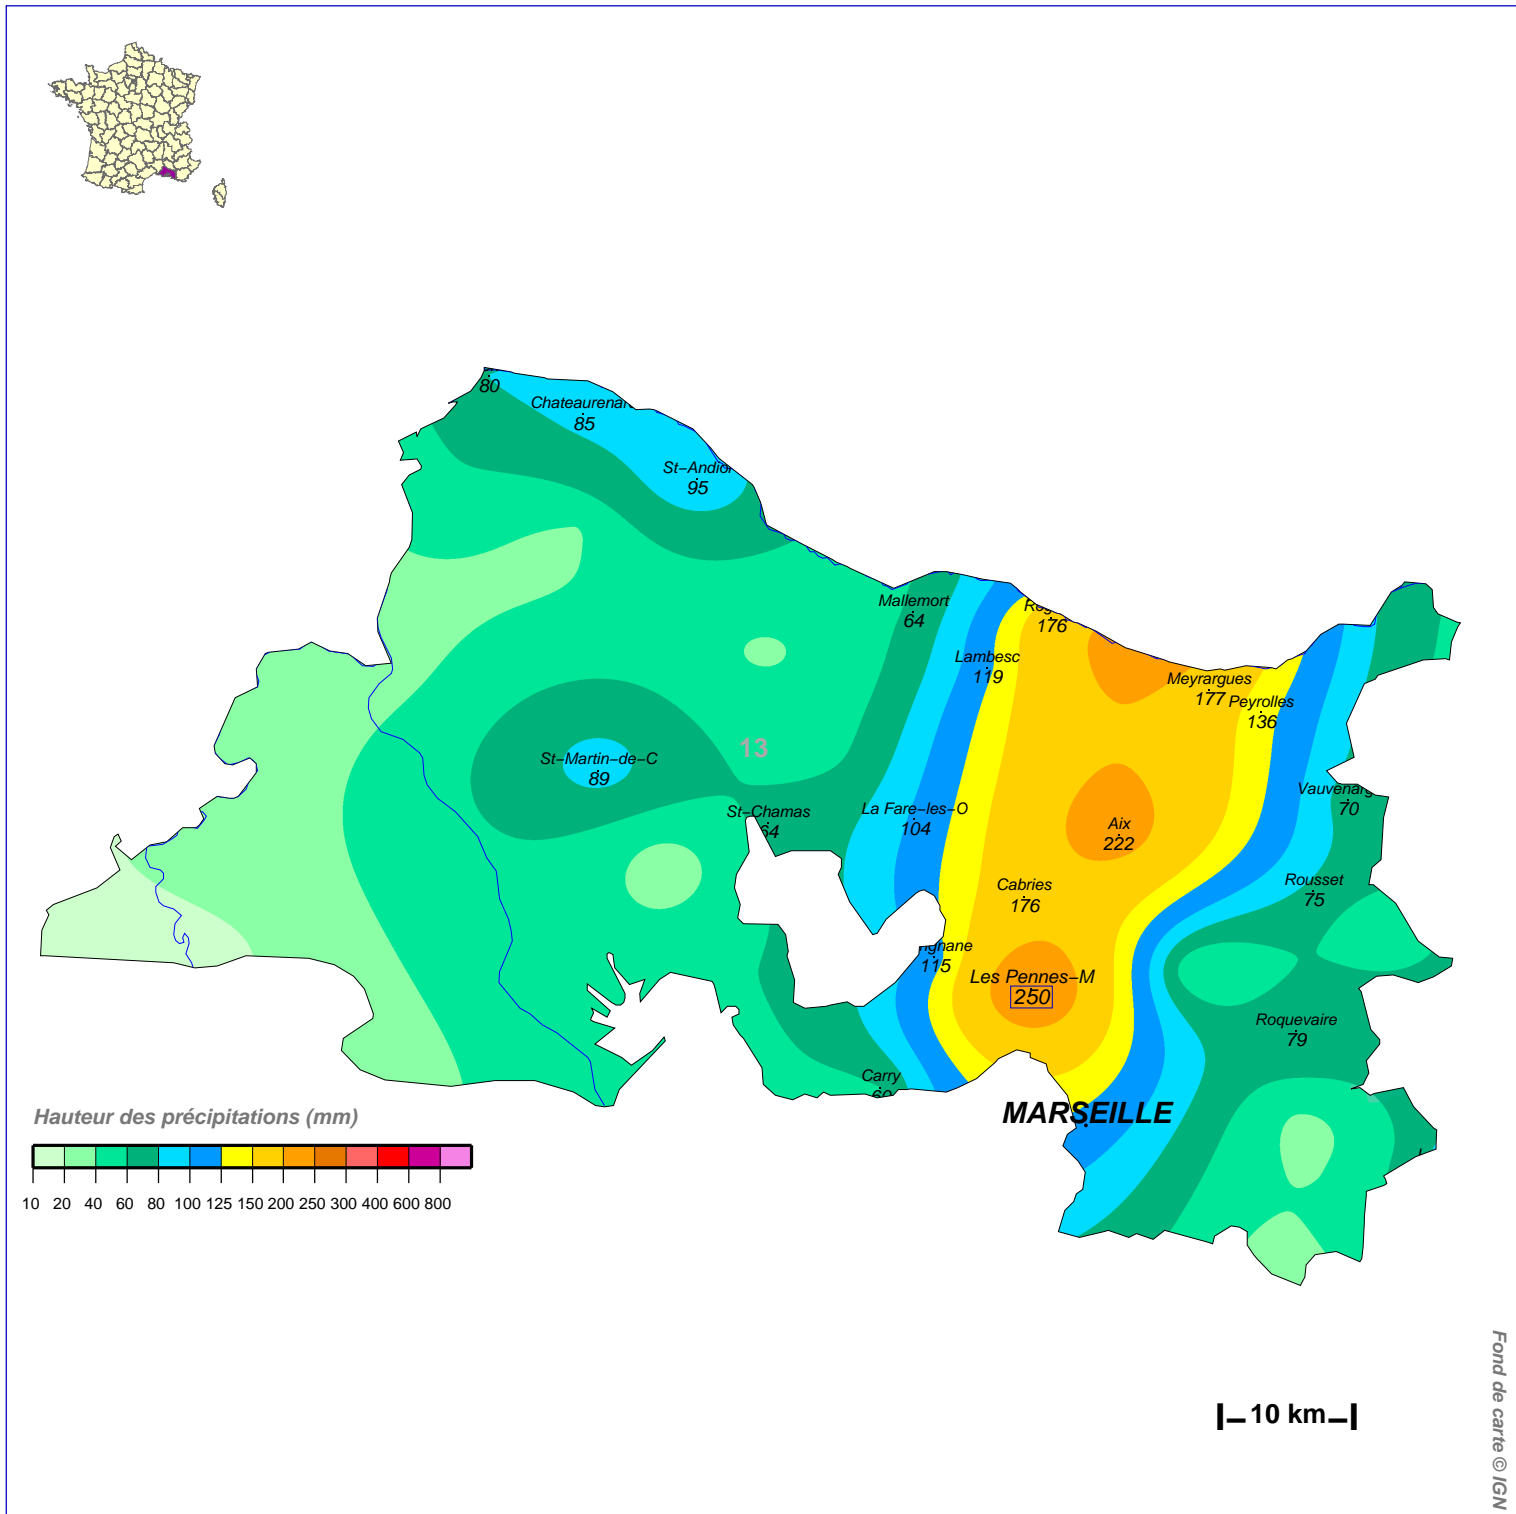 80
Chateaurenar
85
St−Andiol
95
Mallemort
64
176
Lambesc
119
Meyrargues
177
Peyrolles
136
13
St−Martin−de−C
89
St−Chamas
64
La Fare−les−O
104
Aix
222
Vauvenarg
70
Cabries
176
Rousset
75
ignane
115
Les Pennes−M
250
Roquevaire
79
Carry
60
MARSEILLE
Hauteur des précipitations (mm)
10 20 40 60 80 100 125 150 200 250 300 400 600 800
10 km
Fond de carte © IGN